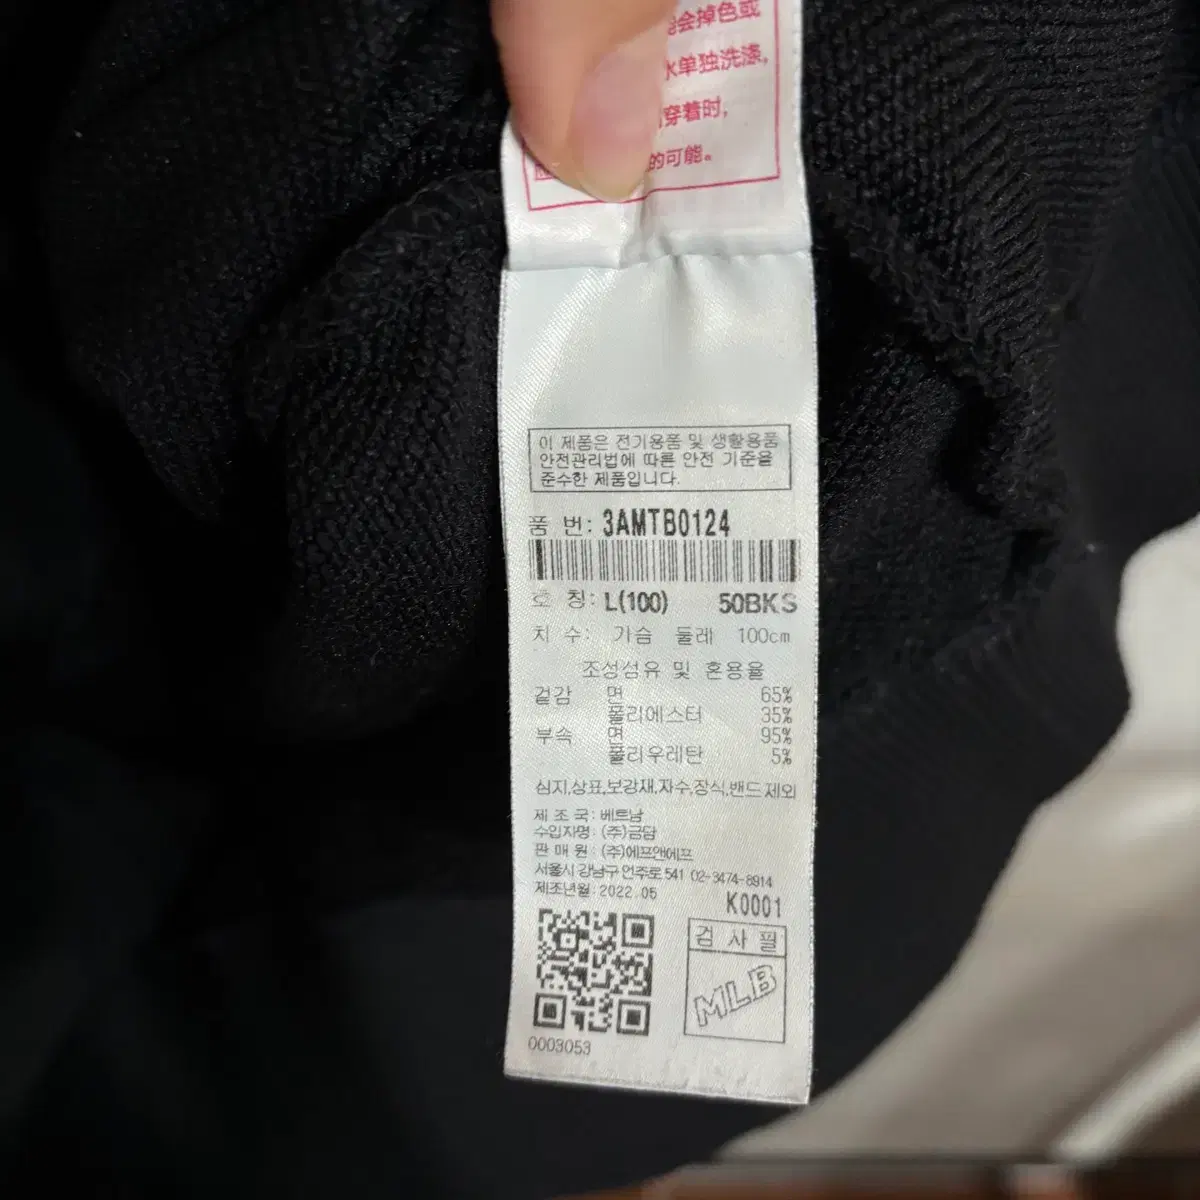 会掉色或
水单独洗涤,
穿着时,
的可能。
이 제품은 전기용품 및 생활용품
안전관리법에 따른 안전 기준을
준수한 제품입니다.
품 번: 3AMTB0124
호 칭: L(100) 50BKS
치 수: 가슴 둘레 100cm
조성섬유 및 혼용율
겉감 면 65%
폴리에스터 35%
부속 면 95%
폴리우레탄 5%
심지,상표,보강재,자수,장식,밴드제외
제 조 국: 베트남
수입자명: (주)금담
판 매 원: (주)에프앤에프
서울시 강남구 언주로 541 02-3474-8914
제조년월: 2022.05
K0001
검 사 필
MLB
0003053